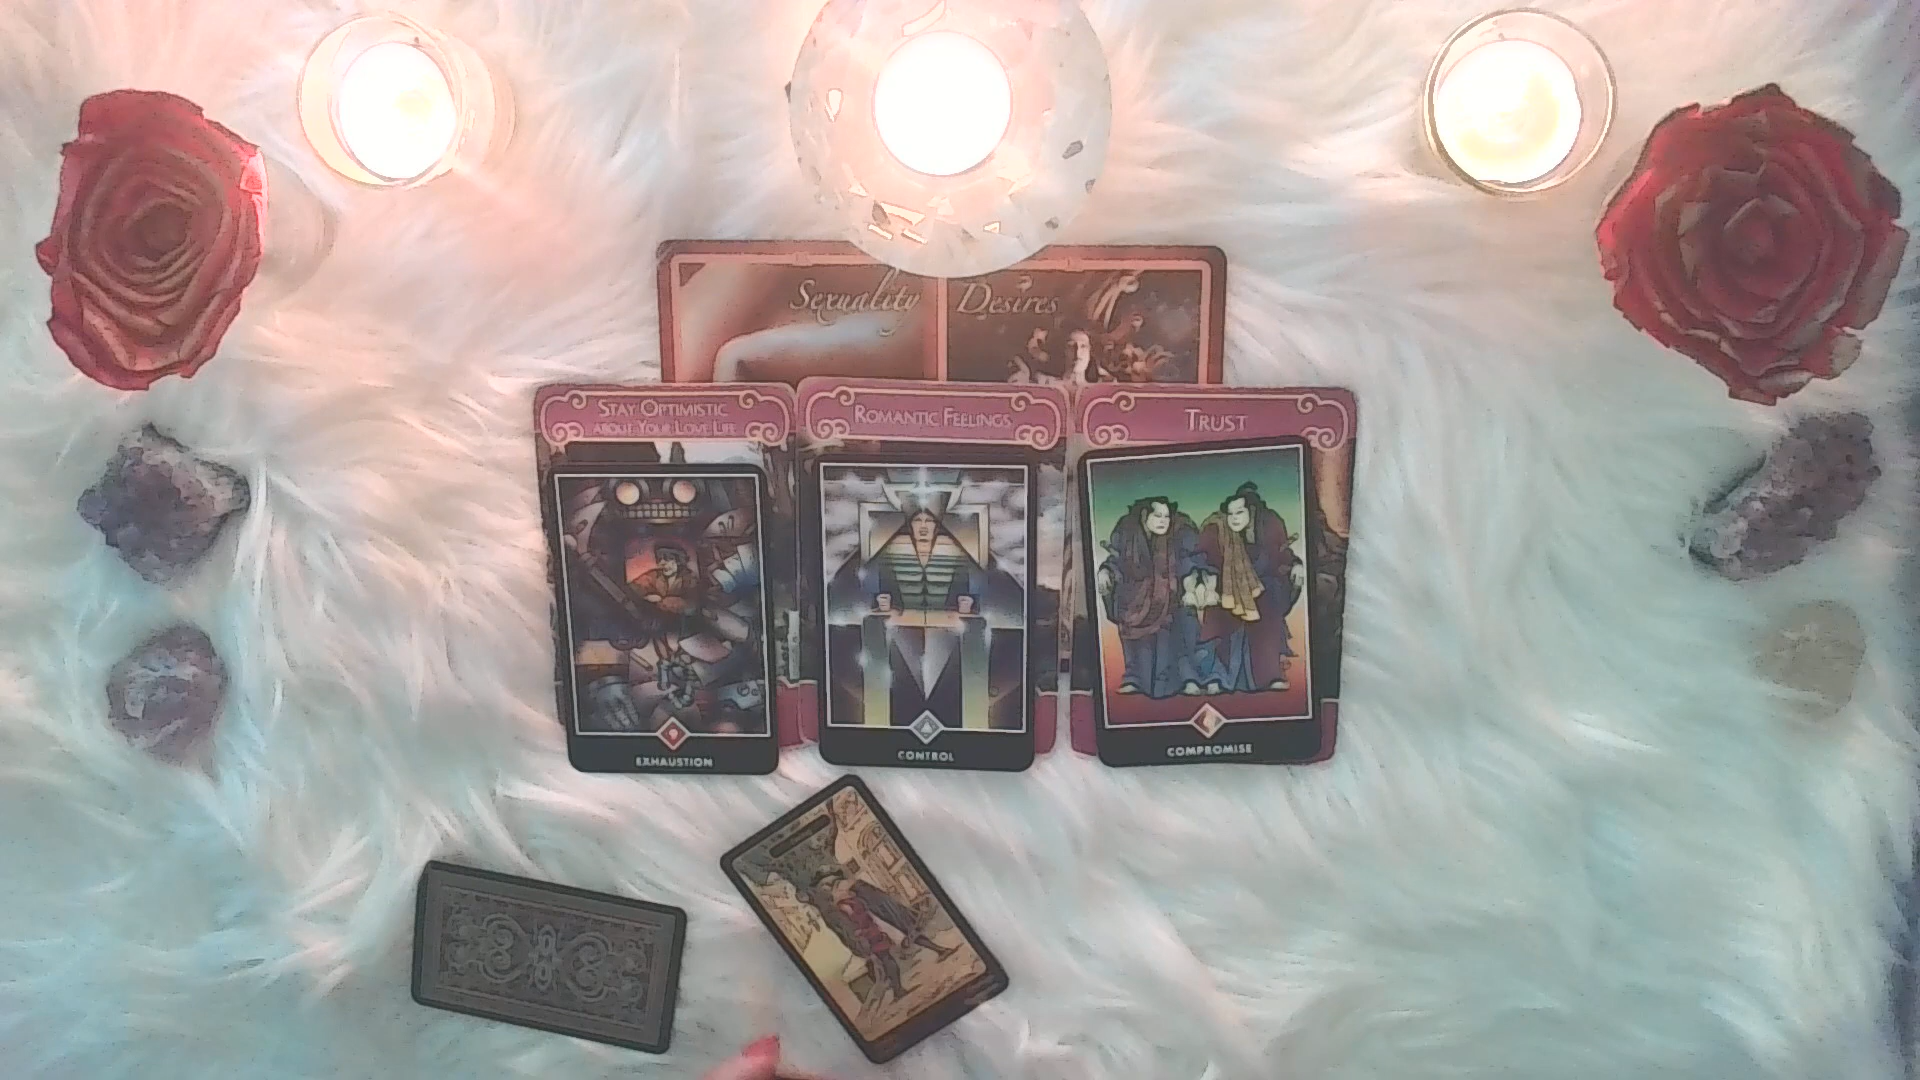 Sexuality
Desires
STAY OPTIMISTIC
ABOUT YOUR LOVE LIFE
ROMANTIC FEELINGS
TRUST
EXHAUSTION
CONTROL
COMPROMISE